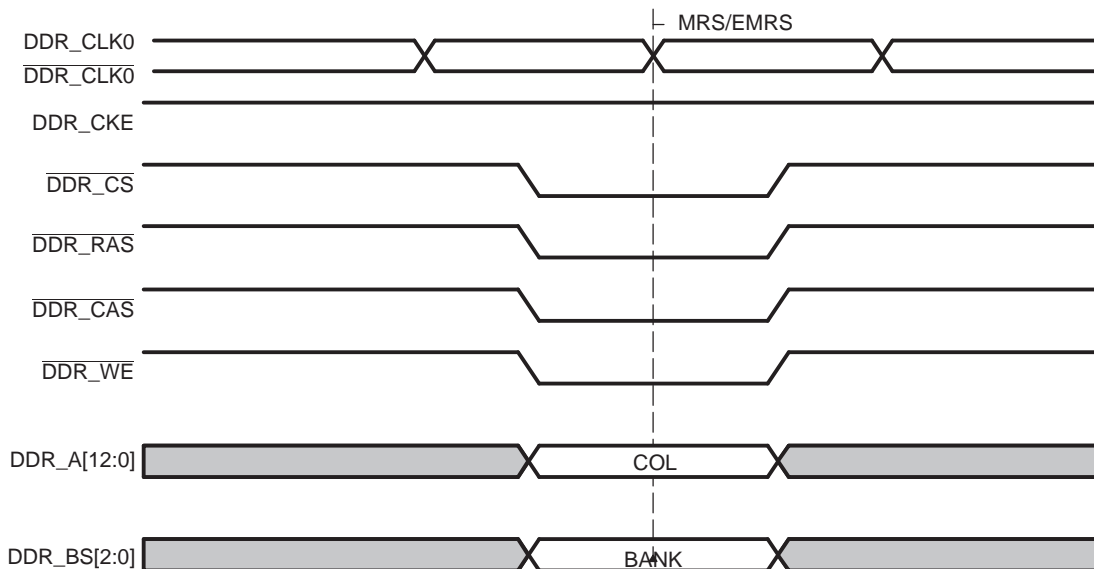 MRS/EMRS
DDR_CLK0
DDR_CLK0
DDR_CKE
DDR_CS
DDR_RAS
DDR_CAS
DDR_WE
DDR_A[12:0]
COL
DDR_BS[2:0]
BANK